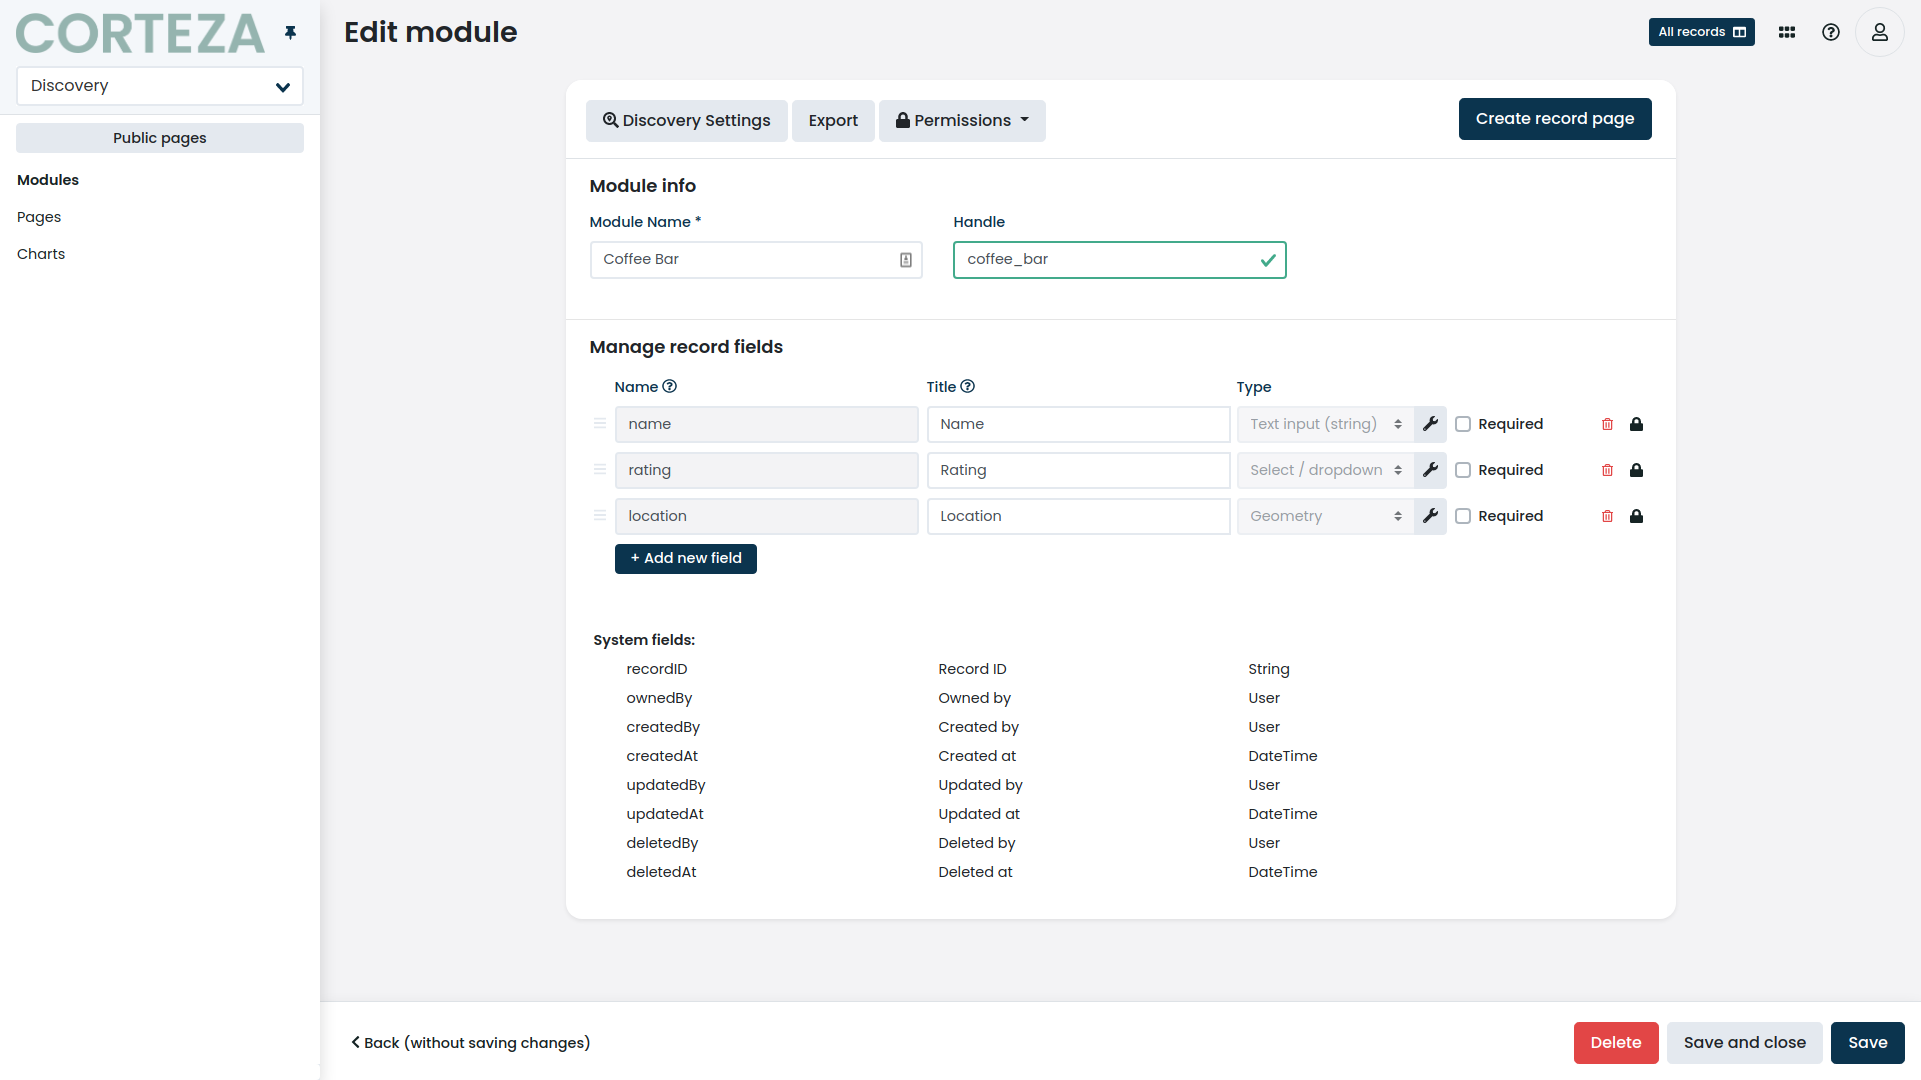 CORTEZA
Edit module
All records
Discovery
Public pages
Modules
Pages
Charts
Discovery Settings
Export
Permissions
Create record page
Module info
Module Name *
Handle
Coffee Bar
coffee_bar
Manage record fields
Name
Title
Type
name
Name
Text input (string)
Required
rating
Rating
Select / dropdown
Required
location
Location
Geometry
Required
+ Add new field
System fields:
recordID Record ID String
ownedBy Owned by User
createdBy Created by User
createdAt Created at DateTime
updatedBy Updated by User
updatedAt Updated at DateTime
deletedBy Deleted by User
deletedAt Deleted at DateTime
Back (without saving changes)
Delete
Save and close
Save